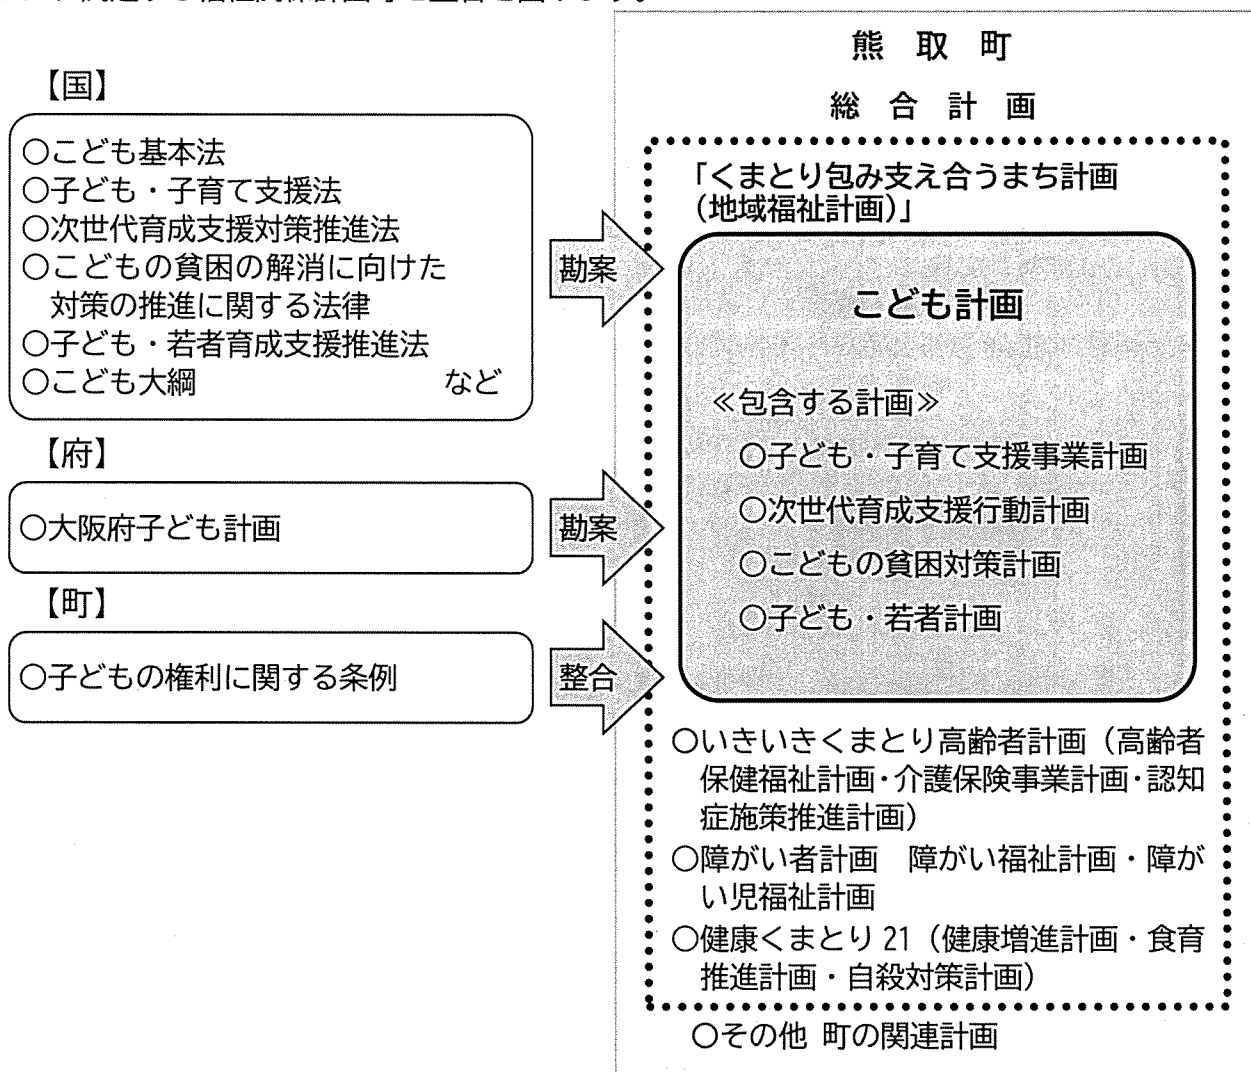 【国】
○こども基本法
○子ども・子育て支援法
○次世代育成支援対策推進法
○こどもの貧困の解消に向けた
対策の推進に関する法律
○子ども・若者育成支援推進法
○こども大綱 など
勘案
【府】
○大阪府子ども計画
勘案
【町】
○子どもの権利に関する条例
整合
熊 取 町
総 合 計 画
「くまとり包み支え合うまち計画
（地域福祉計画）」
こども計画
≪包含する計画≫
○子ども・子育て支援事業計画
○次世代育成支援行動計画
○こどもの貧困対策計画
○子ども・若者計画
○いきいきくまとり高齢者計画（高齢者
保健福祉計画・介護保険事業計画・認知
症施策推進計画）
○障がい者計画 障がい福祉計画・障が
い児福祉計画
○健康くまとり 21（健康増進計画・食育
推進計画・自殺対策計画）
○その他 町の関連計画